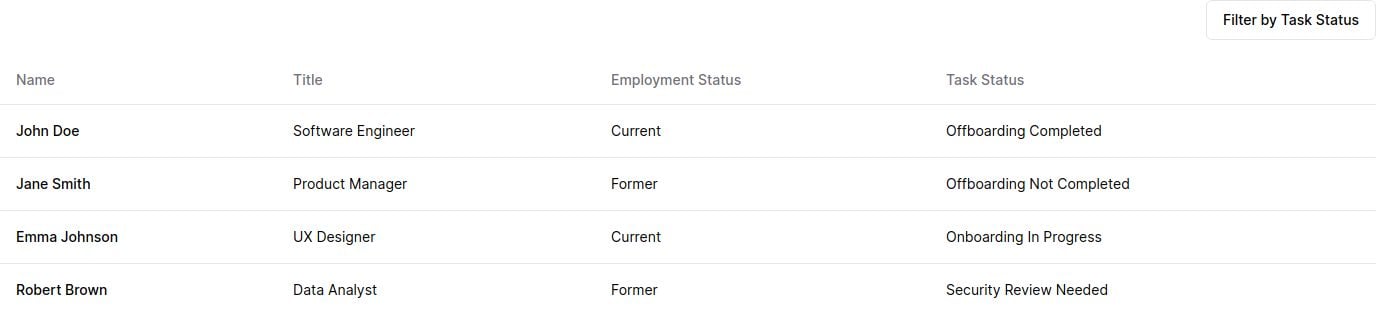 Filter by Task Status
Name Title Employment Status Task Status
John Doe Software Engineer Current Offboarding Completed
Jane Smith Product Manager Former Offboarding Not Completed
Emma Johnson UX Designer Current Onboarding In Progress
Robert Brown Data Analyst Former Security Review Needed